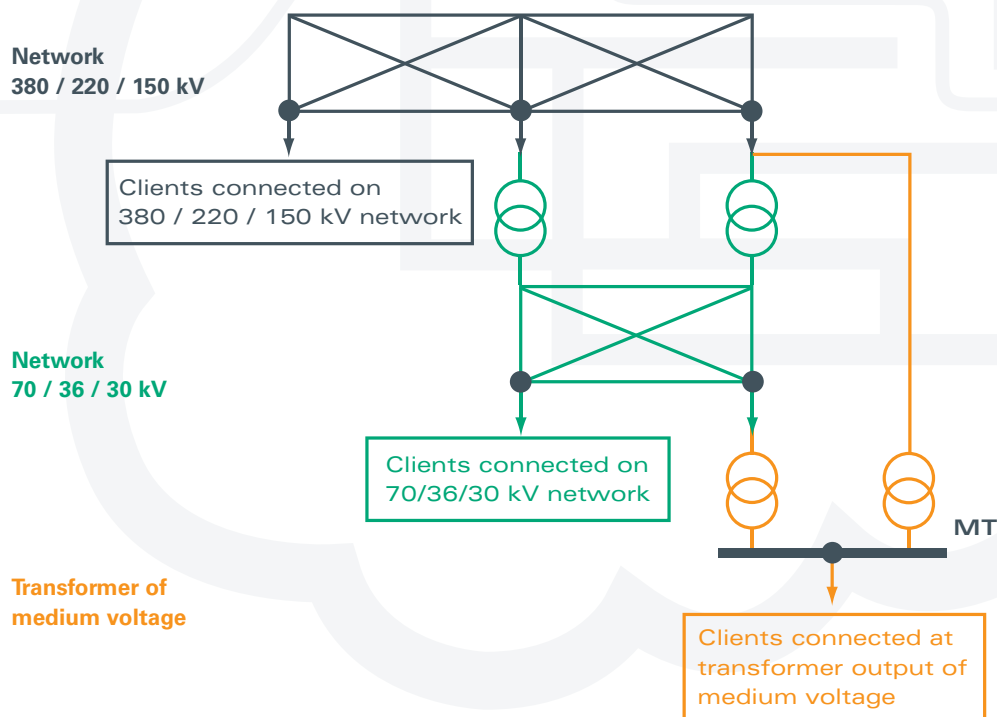 Network
380 / 220 / 150 kV
Clients connected on
380 / 220 / 150 kV network
Network
70 / 36 / 30 kV
Clients connected on
70/36/30 kV network
MT
Transformer of
medium voltage
Clients connected at
transformer output of
medium voltage